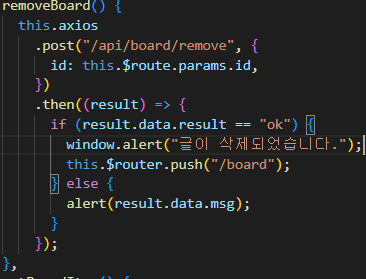 removeBoard() {
this.axios
.post("/api/board/remove", {
id: this.$route.params.id,
})
.then((result) => {
if (result.data.result == "ok") {
window.alert("글이 삭제되었습니다.");
this.$router.push("/board");
} else {
alert(result.data.msg);
}
});
},